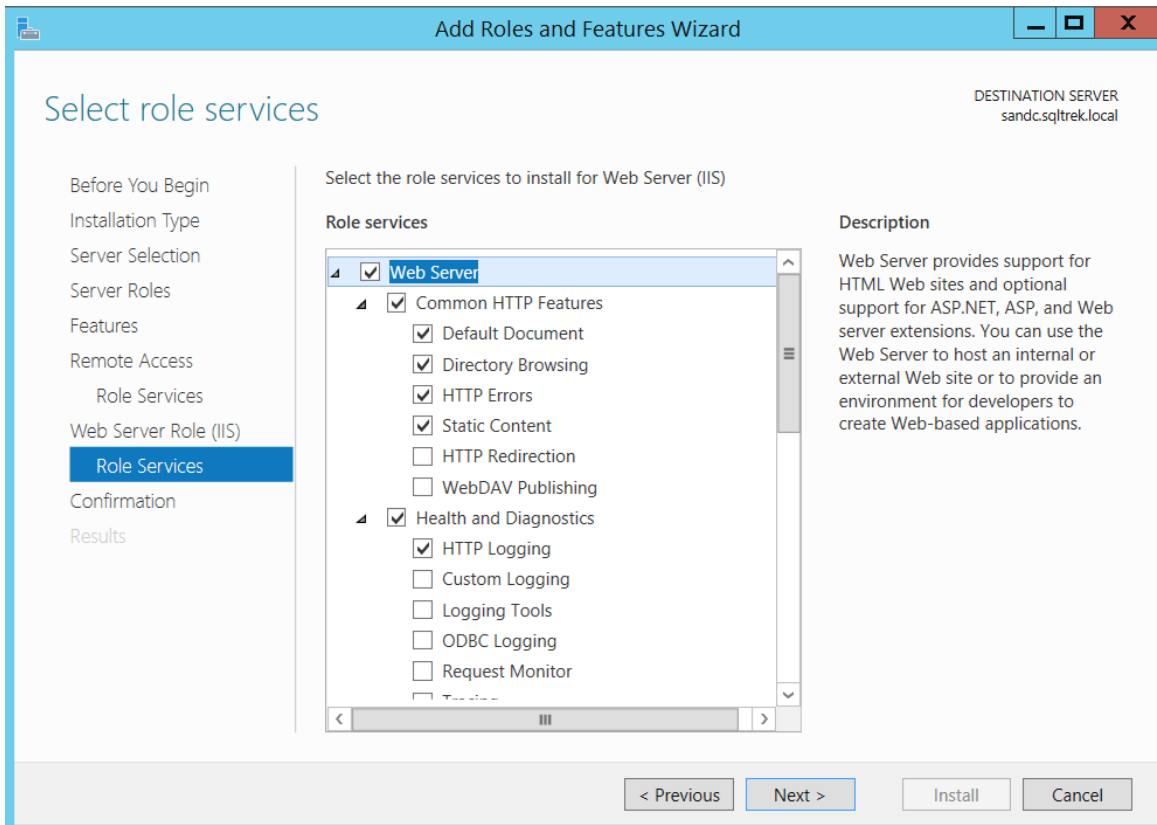 Add Roles and Features Wizard
Select role services
DESTINATION SERVER
sandc.sqltrek.local
Before You Begin
Installation Type
Server Selection
Server Roles
Features
Remote Access
Role Services
Web Server Role (IIS)
Role Services
Confirmation
Results
Select the role services to install for Web Server (IIS)
Role services
Web Server
Common HTTP Features
Default Document
Directory Browsing
HTTP Errors
Static Content
HTTP Redirection
WebDAV Publishing
Health and Diagnostics
HTTP Logging
Custom Logging
Logging Tools
ODBC Logging
Request Monitor
Tracing
Description
Web Server provides support for
HTML Web sites and optional
support for ASP.NET, ASP, and Web
server extensions. You can use the
Web Server to host an internal or
external Web site or to provide an
environment for developers to
create Web-based applications.
< Previous
Next >
Install
Cancel